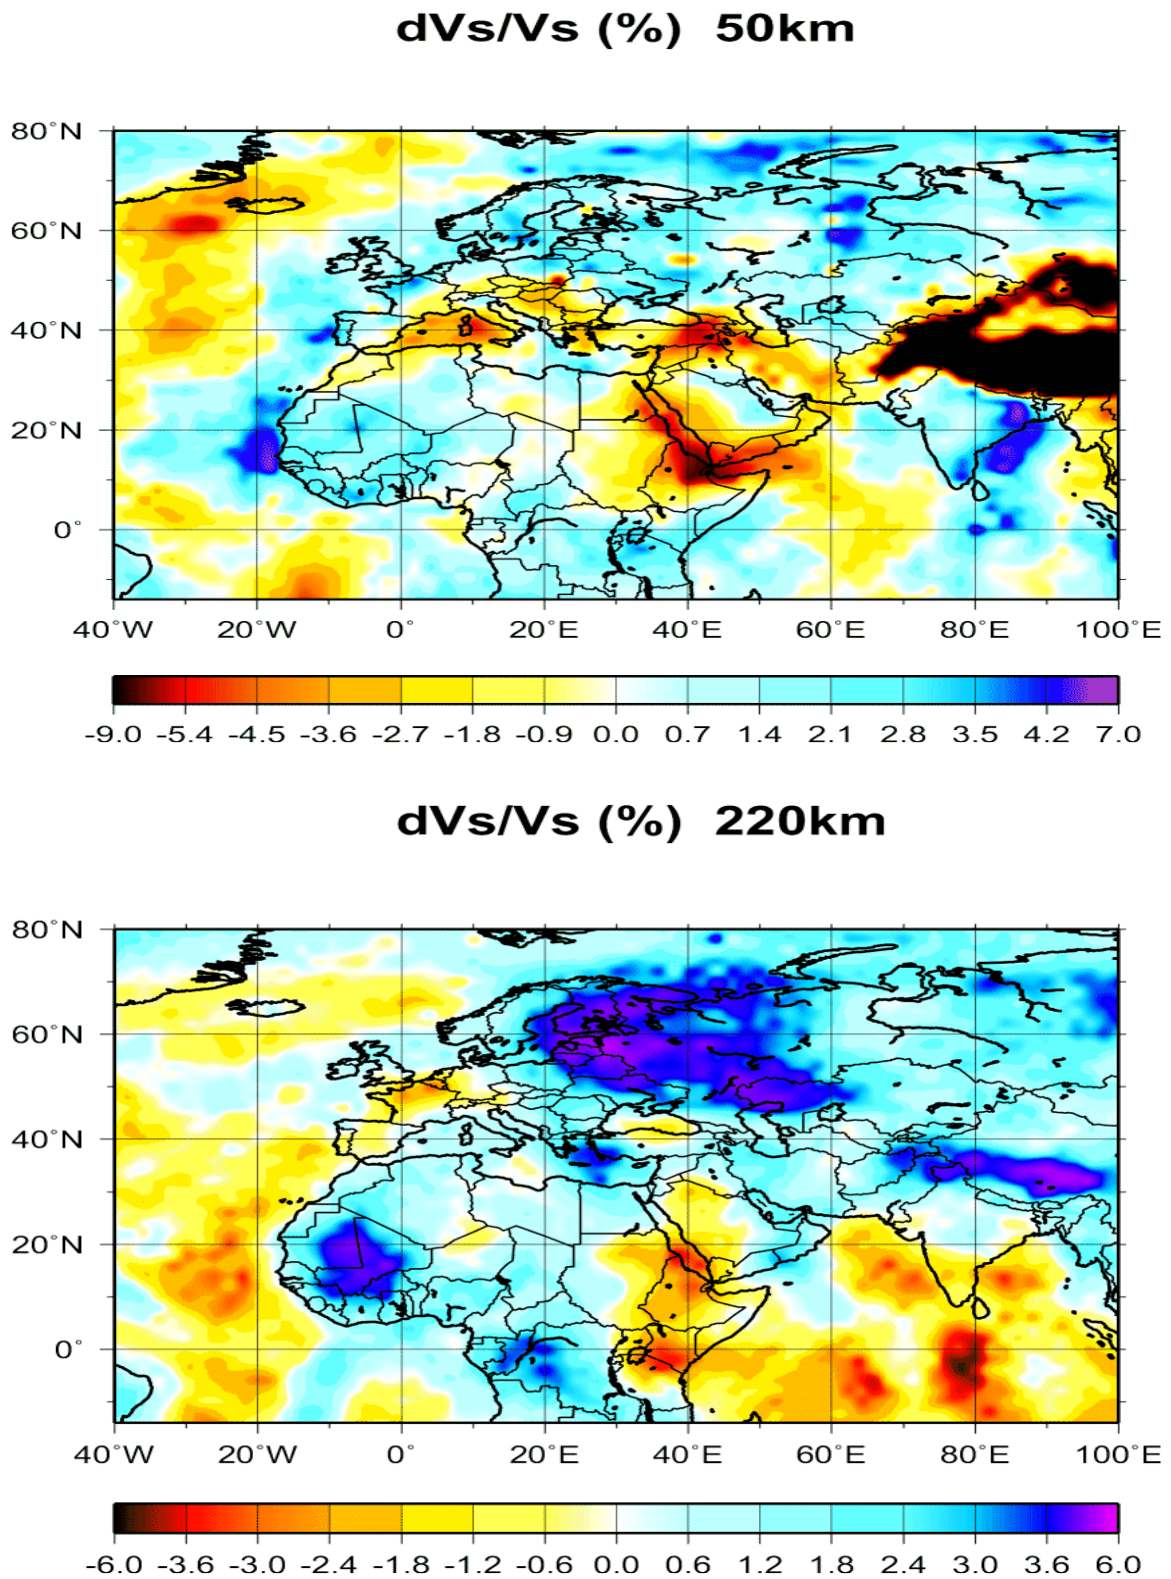 dVs/Vs (%) 50km
80°N
60°N
40°N
20°N
0°
40°W 20°W 0° 20°E 40°E 60°E 80°E 100°E
-9.0 -5.4 -4.5 -3.6 -2.7 -1.8 -0.9 0.0 0.7 1.4 2.1 2.8 3.5 4.2 7.0
dVs/Vs (%) 220km
80°N
60°N
40°N
20°N
0°
40°W 20°W 0° 20°E 40°E 60°E 80°E 100°E
-6.0 -3.6 -3.0 -2.4 -1.8 -1.2 -0.6 0.0 0.6 1.2 1.8 2.4 3.0 3.6 6.0